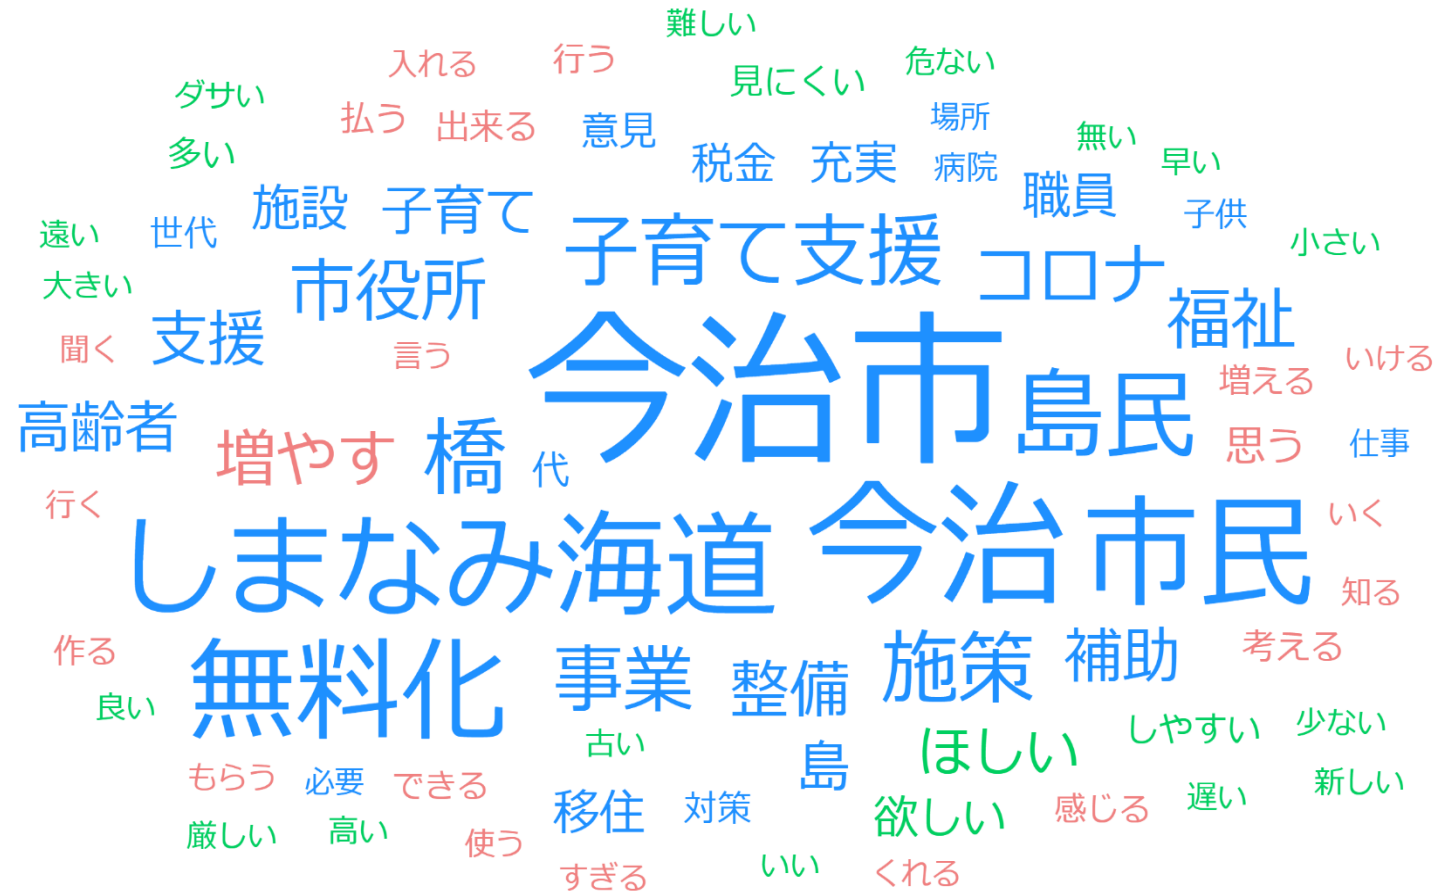 難しい
入れる
行う
見にくい
危ない
ダサい
払う
出来る
意見
場所
多い
税金
充実
病院
無い
早い
施設
子育て
職員
遠い
世代
子育て支援
子供
小さい
大きい
市役所
コロナ
福祉
聞く
支援
言う
今治市
島民
増える
いける
高齢者
増やす
橋
代
思う
仕事
行く
しまなみ海道
今治市民
いく
知る
作る
無料化
事業
整備
施策
補助
考える
良い
古い
島
ほしい
しやすい
少ない
もらう
必要
できる
移住
対策
欲しい
感じる
遅い
新しい
厳しい
高い
使う
すぎる
いい
くれる